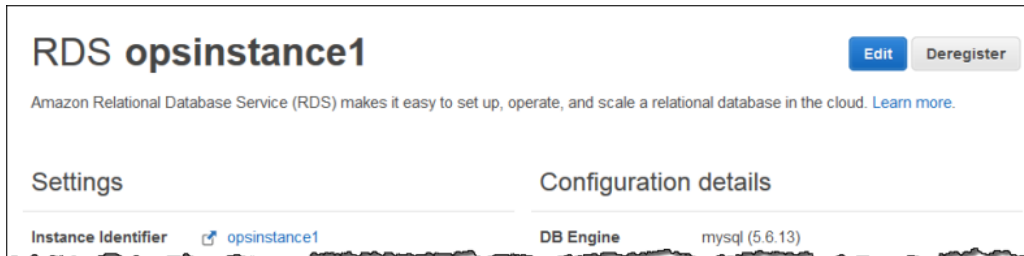 RDS opsinstance1
Edit
Deregister
Amazon Relational Database Service (RDS) makes it easy to set up, operate, and scale a relational database in the cloud. Learn more.
Settings
Configuration details
Instance Identifier opsinstance1
DB Engine mysql (5.6.13)